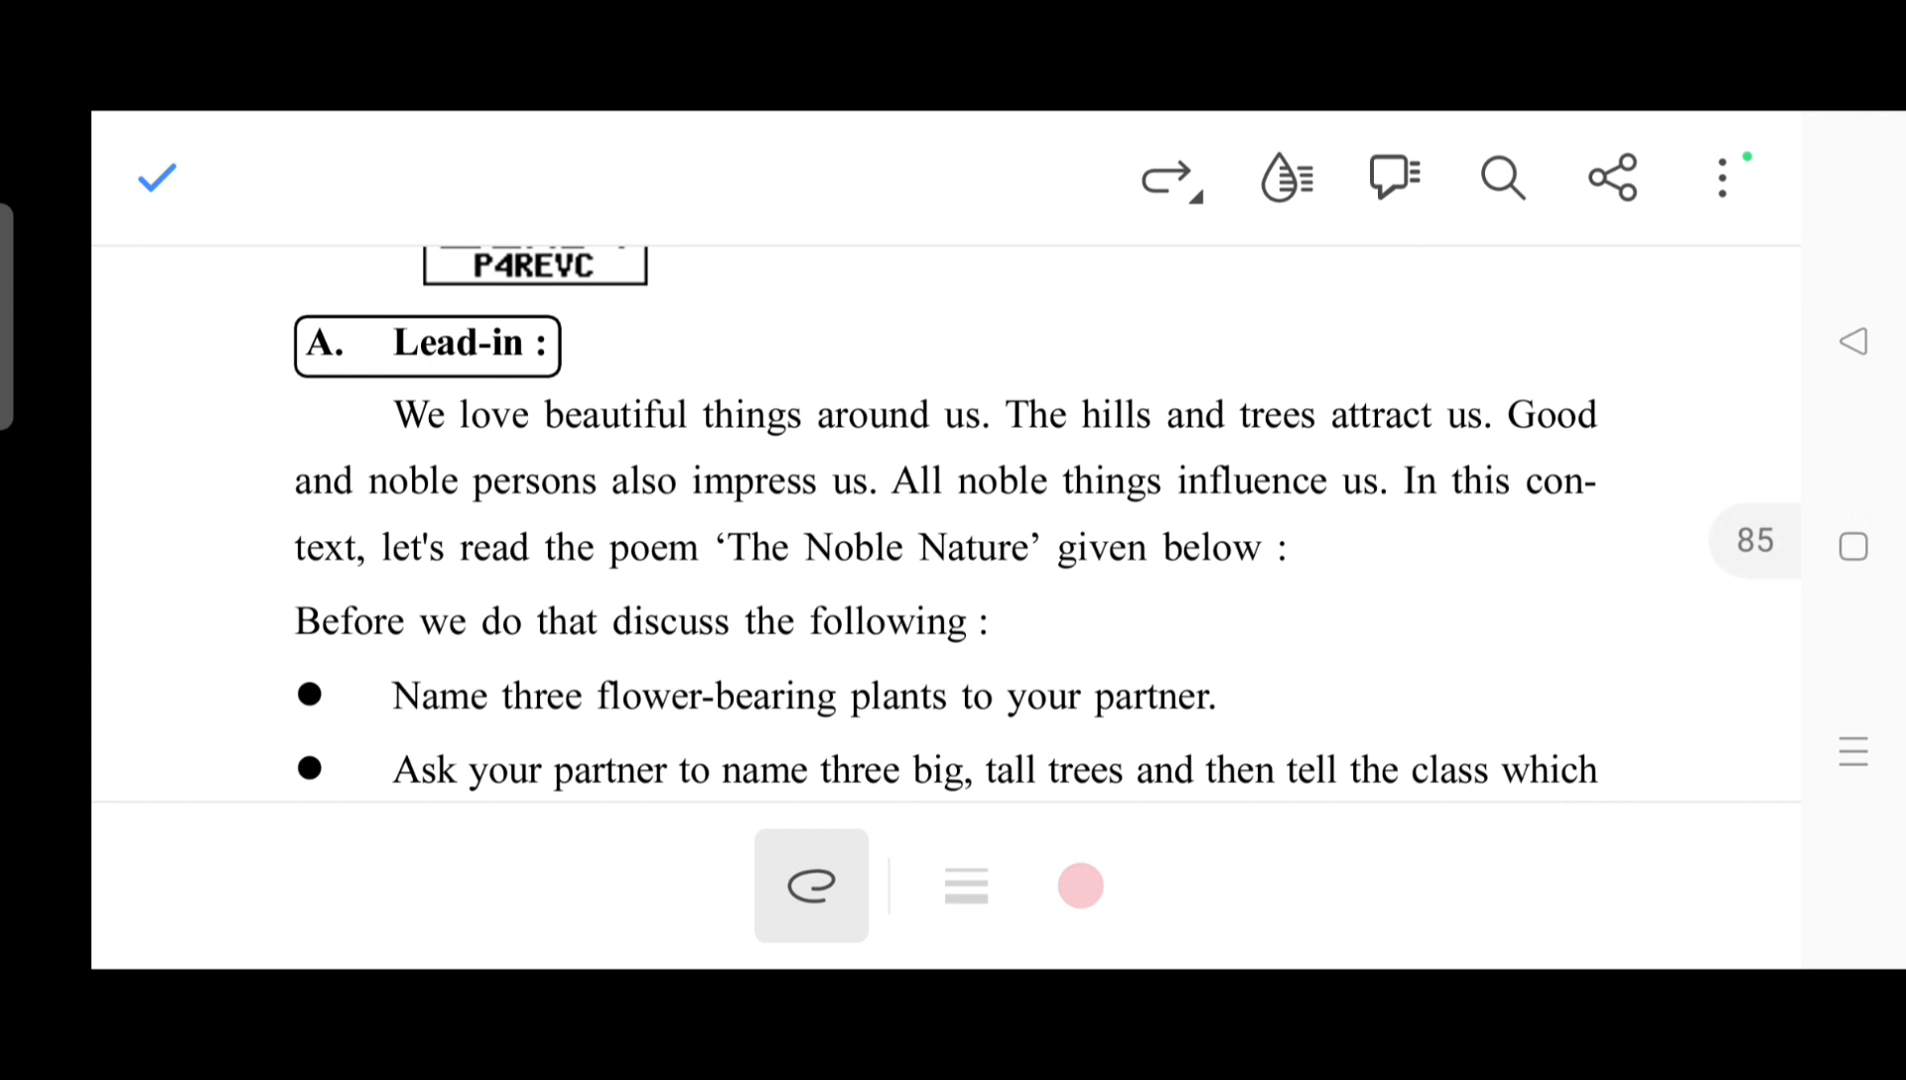 P4REVC
A. Lead-in :
We love beautiful things around us. The hills and trees attract us. Good
and noble persons also impress us. All noble things influence us. In this con-
text, let's read the poem ‘The Noble Nature’ given below :
85
Before we do that discuss the following :
● Name three flower-bearing plants to your partner.
● Ask your partner to name three big, tall trees and then tell the class which